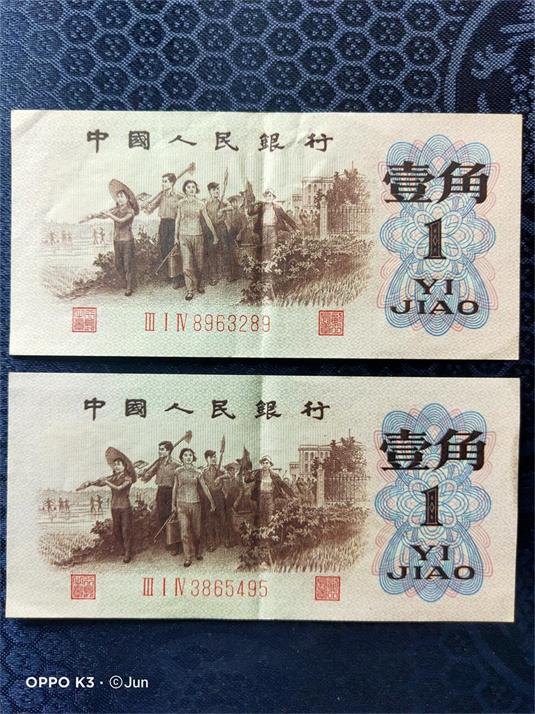 中國人民銀行
壹角
1
YI
JIAO
Ⅲ Ⅰ Ⅳ 8963289
中國人民銀行
壹角
1
YI
JIAO
Ⅲ Ⅰ Ⅳ 3865495
OPPO K3 · ©Jun